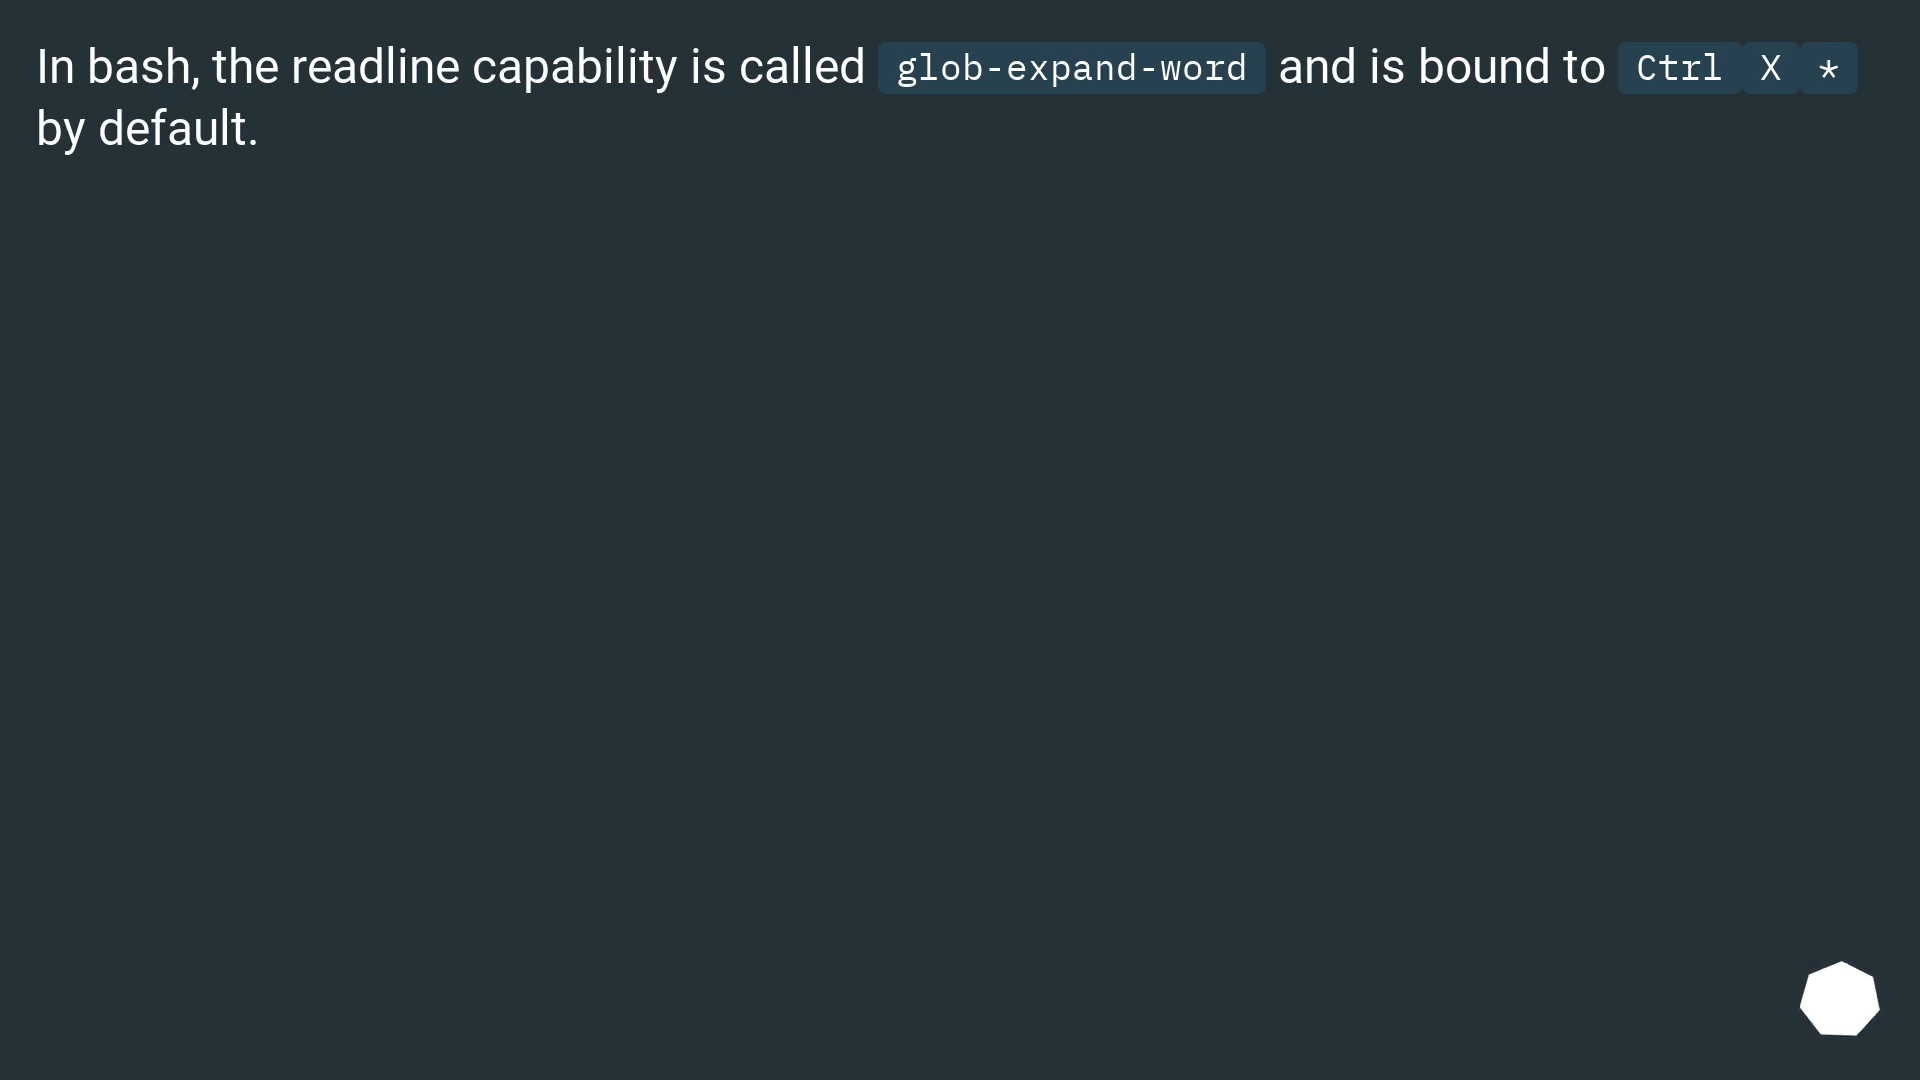 In bash, the readline capability is called glob-expand-word and is bound to Ctrl X *
by default.